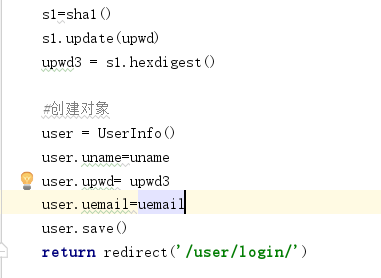 s1=sha1()
s1.update(upwd)
upwd3 = s1.hexdigest()
#创建对象
user = UserInfo()
user.uname=uname
user.upwd= upwd3
user.uemail=uemail
user.save()
return redirect('/user/login/')